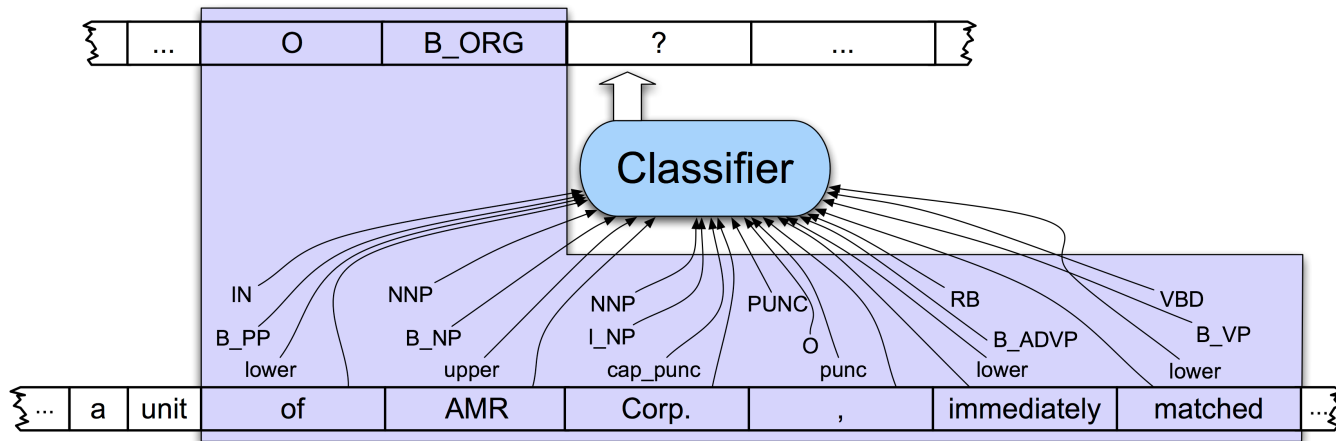 ... O B_ORG ? ...
Classifier
IN NNP NNP PUNC RB VBD
B_PP B_NP I_NP O B_ADVP B_VP
lower upper cap_punc punc lower lower
... a unit of AMR Corp. , immediately matched ...